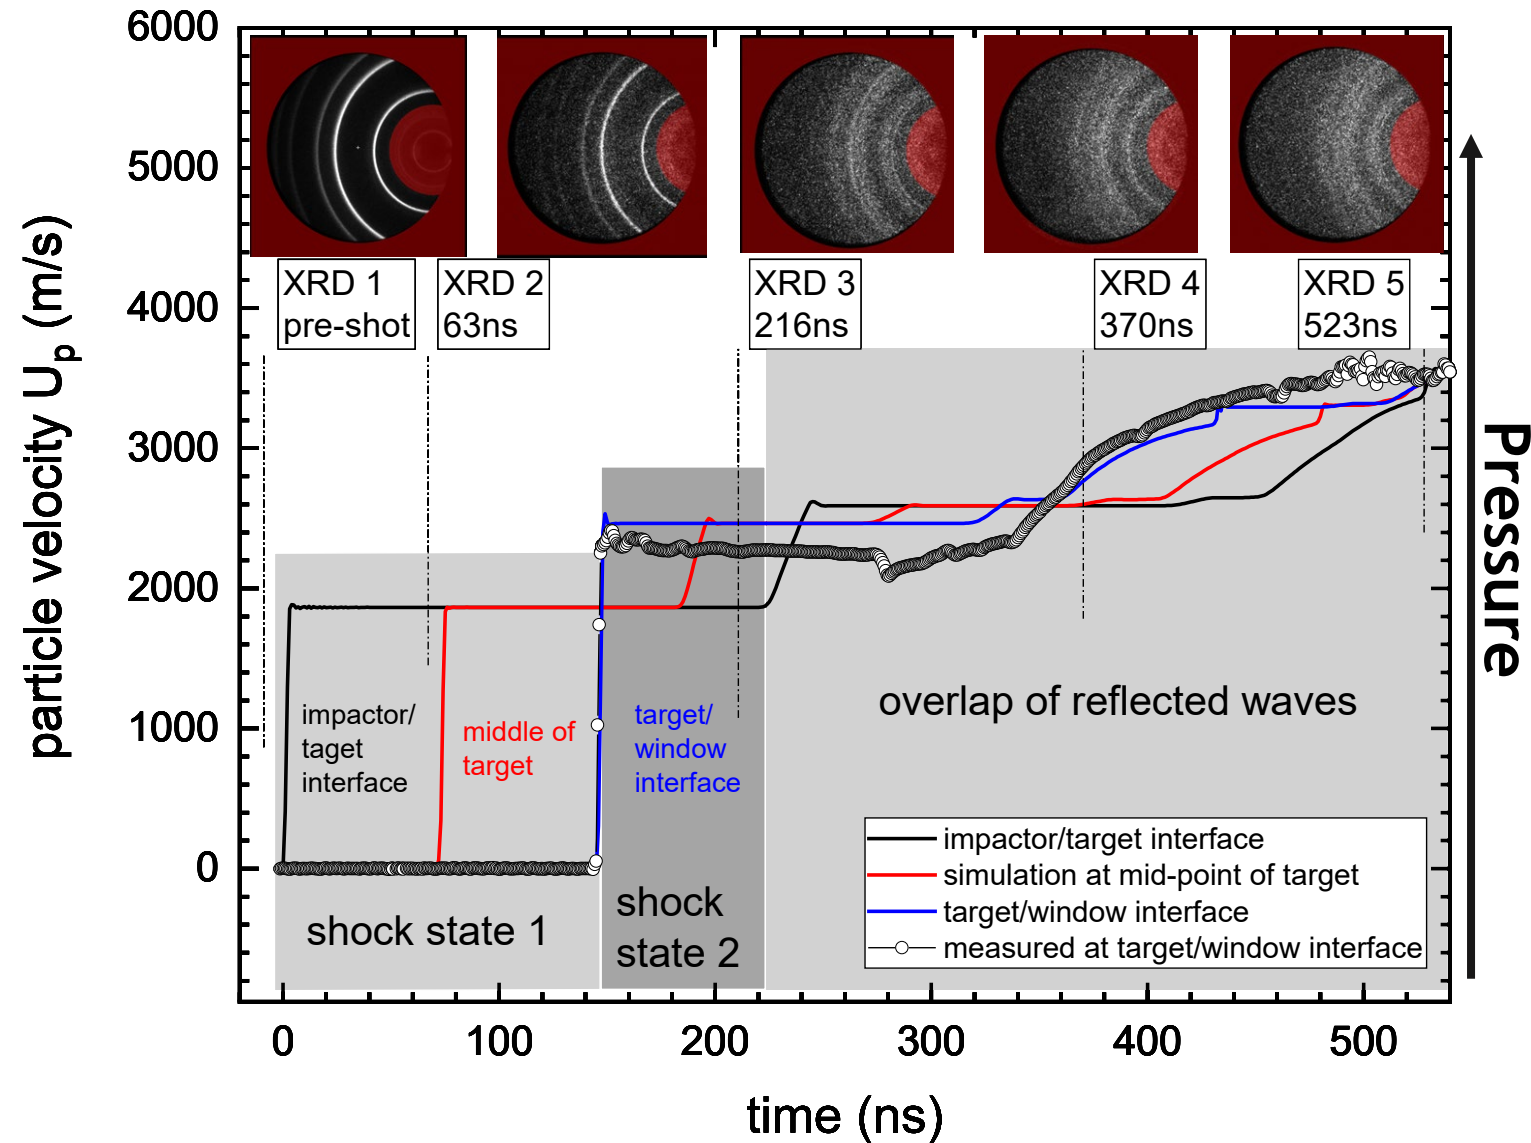 6000
5000
4000
3000
2000
1000
0
particle velocity Up (m/s)
XRD 1
pre-shot
XRD 2
63ns
XRD 3
216ns
XRD 4
370ns
XRD 5
523ns
Pressure
impactor/
taget
interface
middle of
target
target/
window
interface
overlap of reflected waves
shock state 1
shock
state 2
impactor/target interface
simulation at mid-point of target
target/window interface
measured at target/window interface
0
100
200
300
400
500
time (ns)